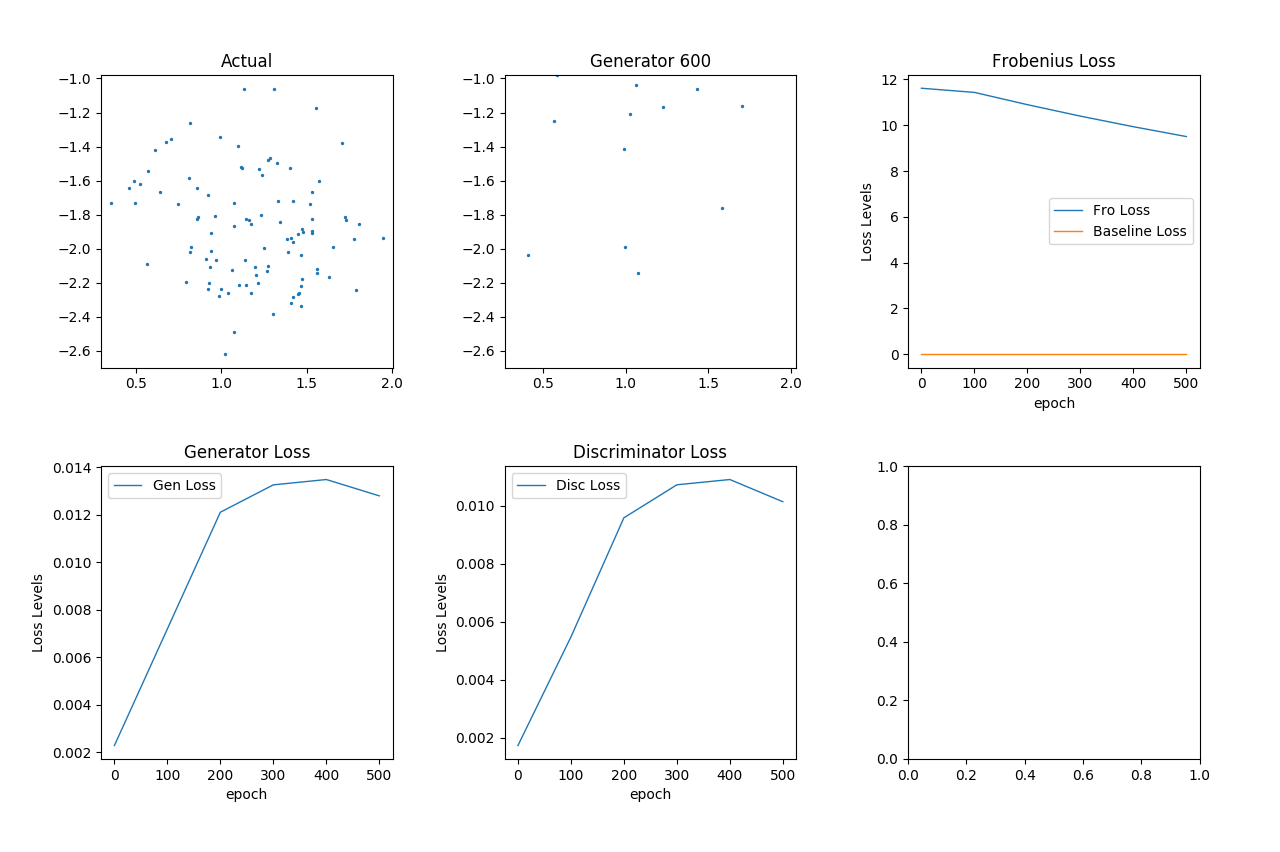 Actual
−1.0
−1.2
−1.4
−1.6
−1.8
−2.0
−2.2
−2.4
−2.6
0.5 1.0 1.5 2.0
Generator 600
−1.0
−1.2
−1.4
−1.6
−1.8
−2.0
−2.2
−2.4
−2.6
0.5 1.0 1.5 2.0
Frobenius Loss
Loss Levels
12
10
8
6
4
2
0
Fro Loss
Baseline Loss
0 100 200 300 400 500
epoch
Generator Loss
Loss Levels
0.014
0.012
0.010
0.008
0.006
0.004
0.002
Gen Loss
0 100 200 300 400 500
epoch
Discriminator Loss
Loss Levels
0.010
0.008
0.006
0.004
0.002
Disc Loss
0 100 200 300 400 500
epoch
1.0
0.8
0.6
0.4
0.2
0.0
0.0 0.2 0.4 0.6 0.8 1.0